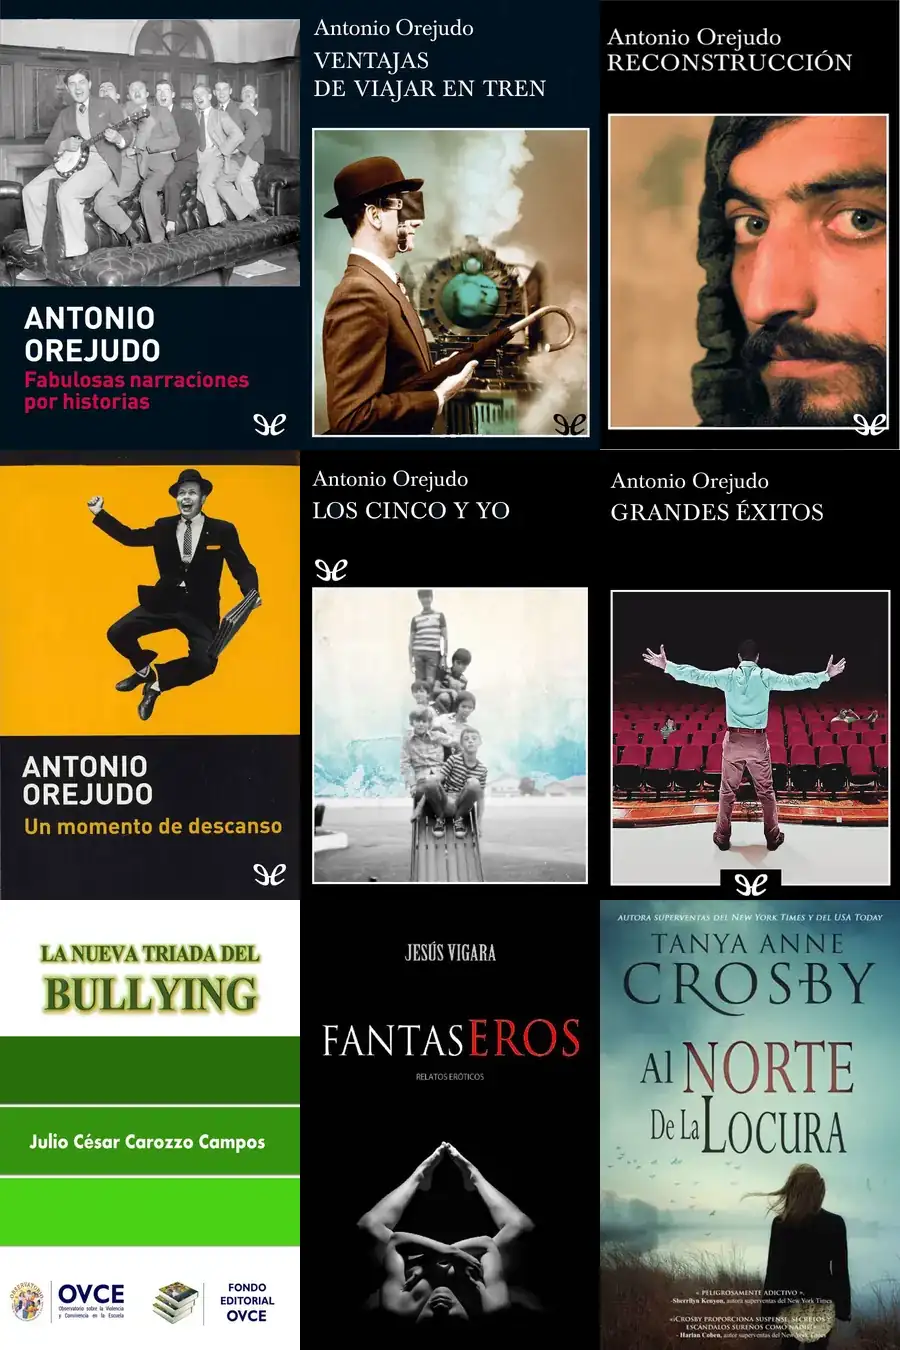 ANTONIO
OREJUDO
Fabulosas narraciones
por historias
Antonio Orejudo
VENTAJAS
DE VIAJAR EN TREN
Antonio Orejudo
RECONSTRUCCIÓN
ANTONIO
OREJUDO
Un momento de descanso
Antonio Orejudo
LOS CINCO Y YO
Antonio Orejudo
GRANDES ÉXITOS
LA NUEVA TRIADA DEL
BULLYING
Julio César Carozzo Campos
OVCE
Observatorio sobre la Violencia
y Convivencia en la Escuela
FONDO
EDITORIAL
OVCE
JESÚS VIGARA
FANTASEROS
RELATOS ERÓTICOS
AUTORA SUPERVENTAS DEL NEW YORK TIMES Y DEL USA TODAY
TANYA ANNE
CROSBY
Al NORTE
De La LOCURA
« PELIGROSAMENTE ADICTIVO ».
- Sherrilyn Kenyon, autora superventas del New York Times
«¡CROSBY PROPORCIONA SUSPENSE, SECRETOS Y
ESCÁNDALOS SUREÑOS COMO NADIE!»
- Harlan Coben, autor superventas del New York Times